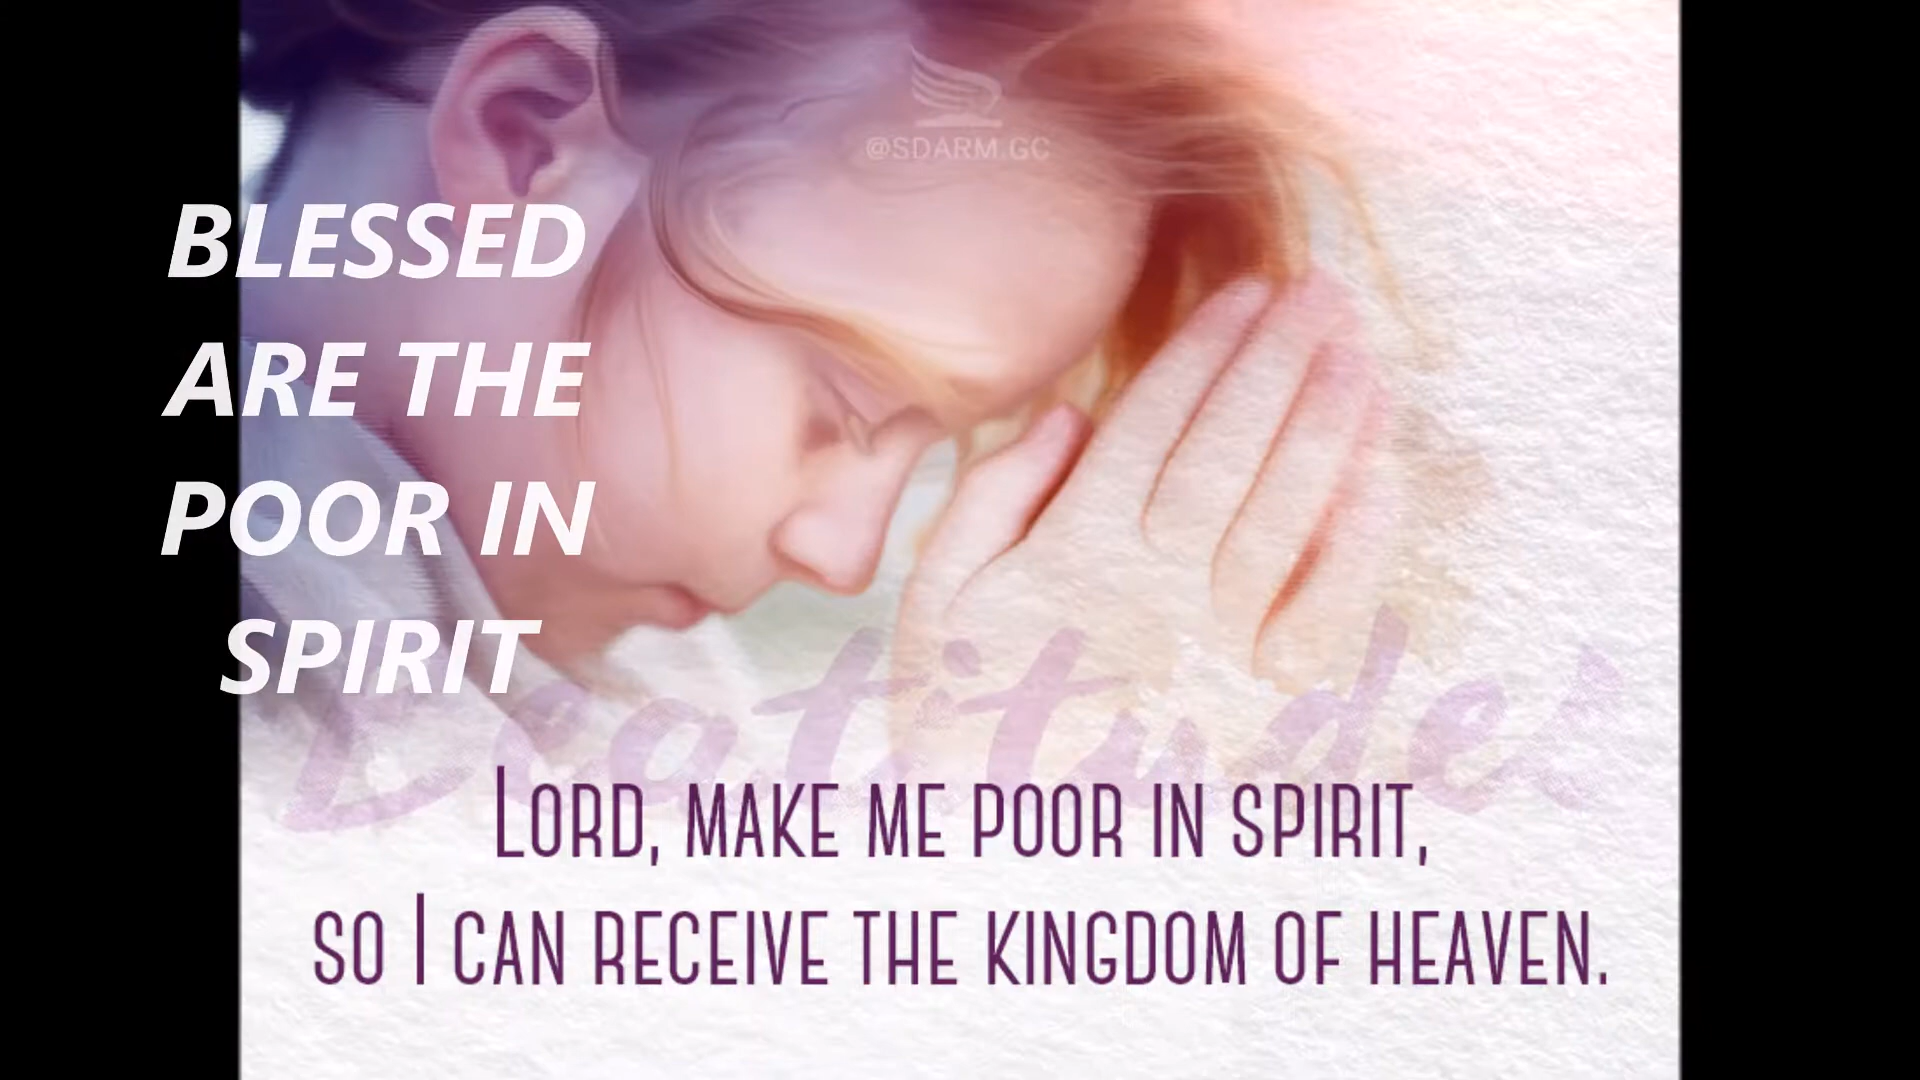 @SDARM.GC
BLESSED
ARE THE
POOR IN
SPIRIT
Beatitudes
LORD, MAKE ME POOR IN SPIRIT,
SO I CAN RECEIVE THE KINGDOM OF HEAVEN.